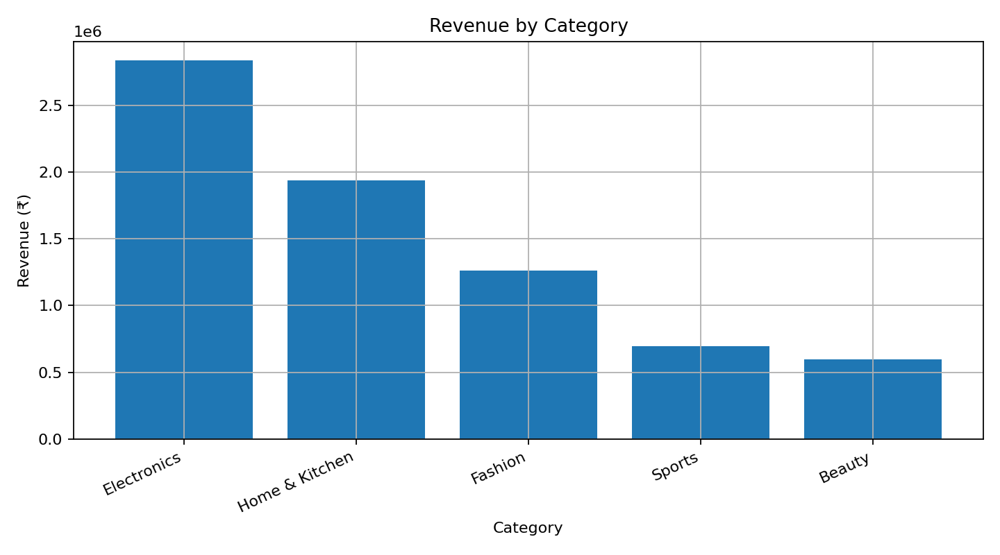 Revenue by Category
1e6
Revenue (₹)
2.5
2.0
1.5
1.0
0.5
0.0
Electronics
Home & Kitchen
Fashion
Sports
Beauty
Category